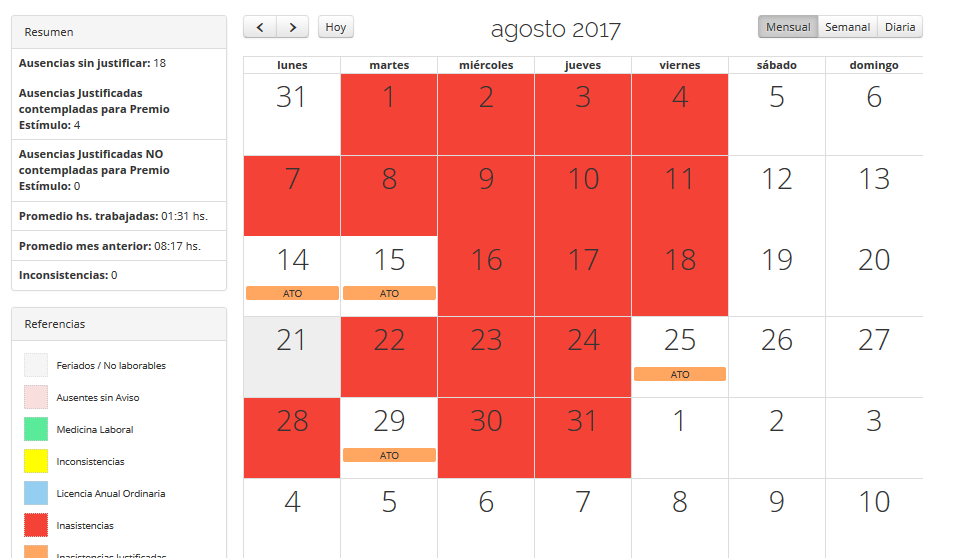 Resumen
Ausencias sin justificar: 18
Ausencias Justificadas
contempladas para Premio
Estímulo: 4
Ausencias Justificadas NO
contempladas para Premio
Estímulo: 0
Promedio hs. trabajadas: 01:31 hs.
Promedio mes anterior: 08:17 hs.
Inconsistencias: 0
Referencias
Feriados / No laborables
Ausentes sin Aviso
Medicina Laboral
Inconsistencias
Licencia Anual Ordinaria
Inasistencias
Inasistencias Justificadas
Hoy
agosto 2017
Mensual Semanal Diaria
lunes martes miércoles jueves viernes sábado domingo
31 1 2 3 4 5 6
7 8 9 10 11 12 13
14 15 16 17 18 19 20
ATO ATO
21 22 23 24 25 26 27
ATO
28 29 30 31 1 2 3
ATO
4 5 6 7 8 9 10